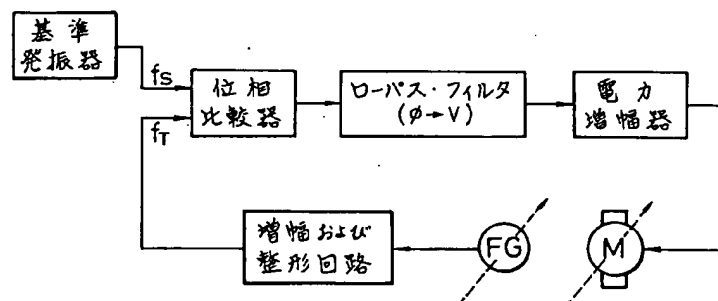 基準
発振器
fS
位相
比較器
ローパス・フィルタ
(φ→V)
電力
増幅器
fT
増幅および
整形回路
FG
M